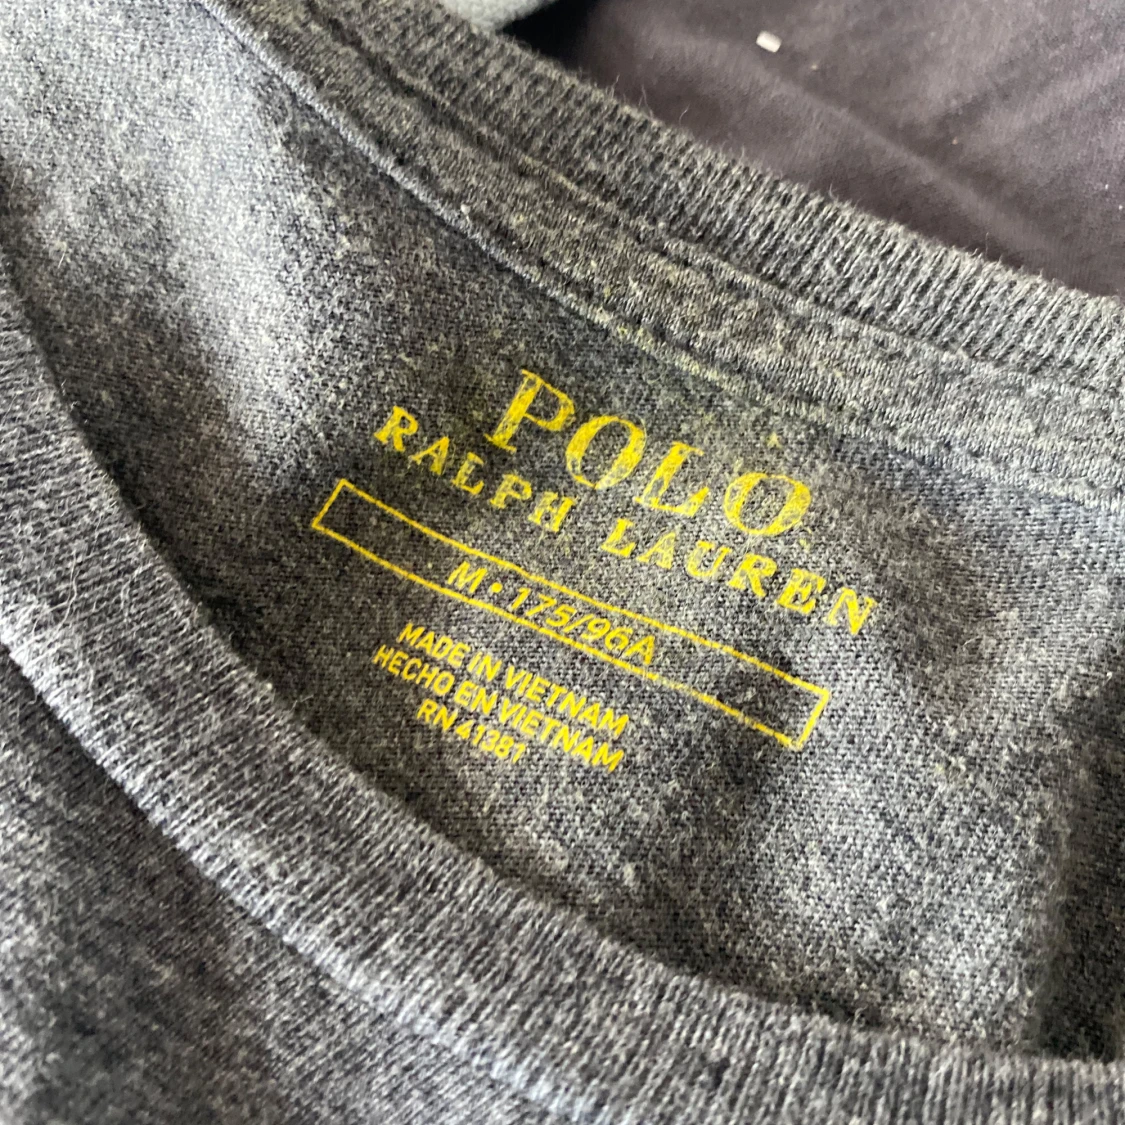 POLO
RALPH LAUREN
M • 175/96A
MADE IN VIETNAM
HECHO EN VIETNAM
RN 41381